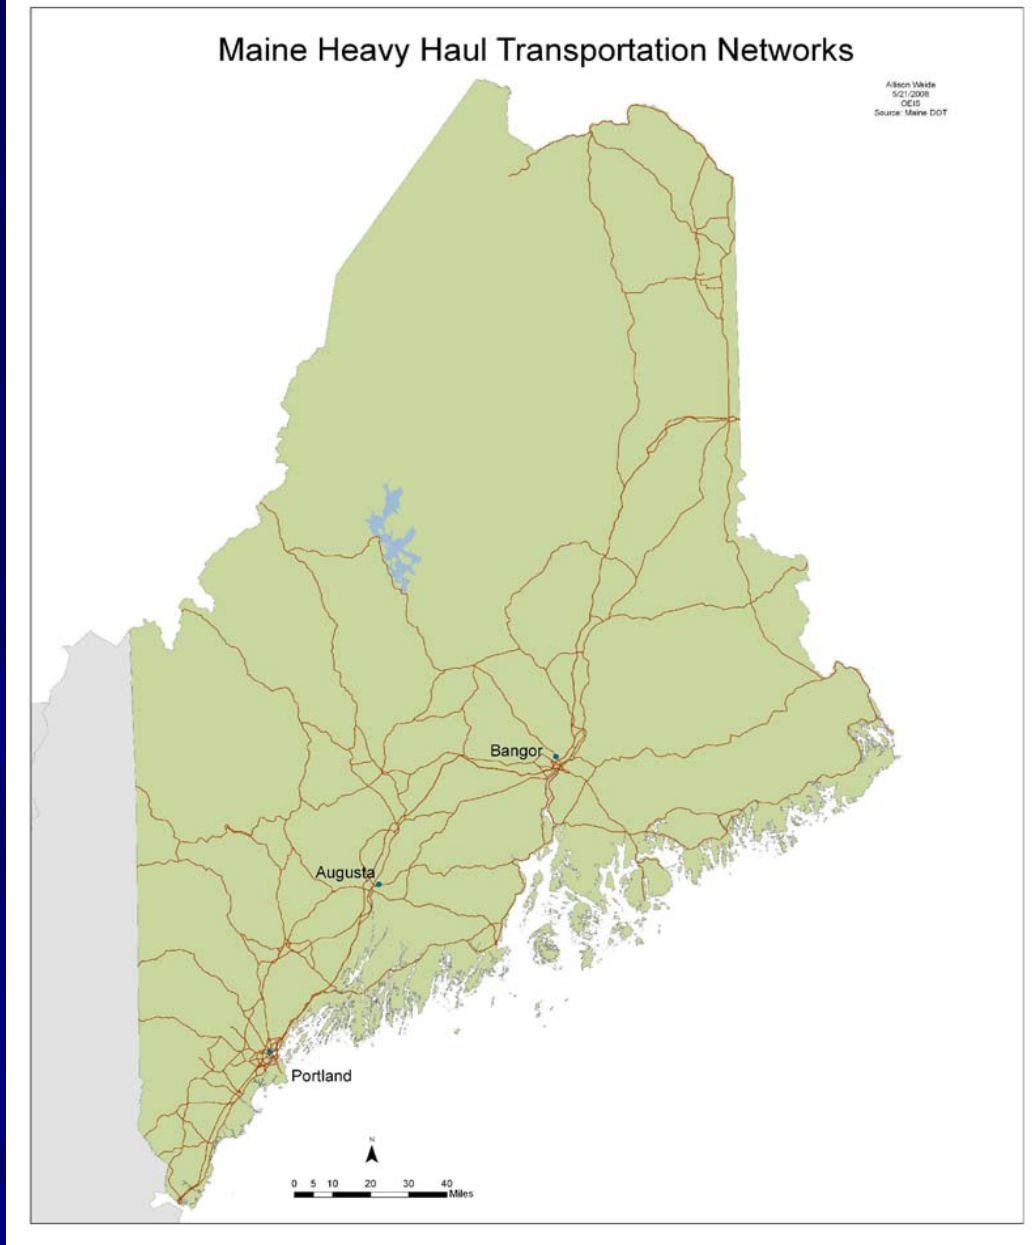 Maine Heavy Haul Transportation Networks
Allison Weide
5/21/2008
OEIS
Source: Maine DOT
Bangor
Augusta
Portland
N
0 5 10 20 30 40
Miles